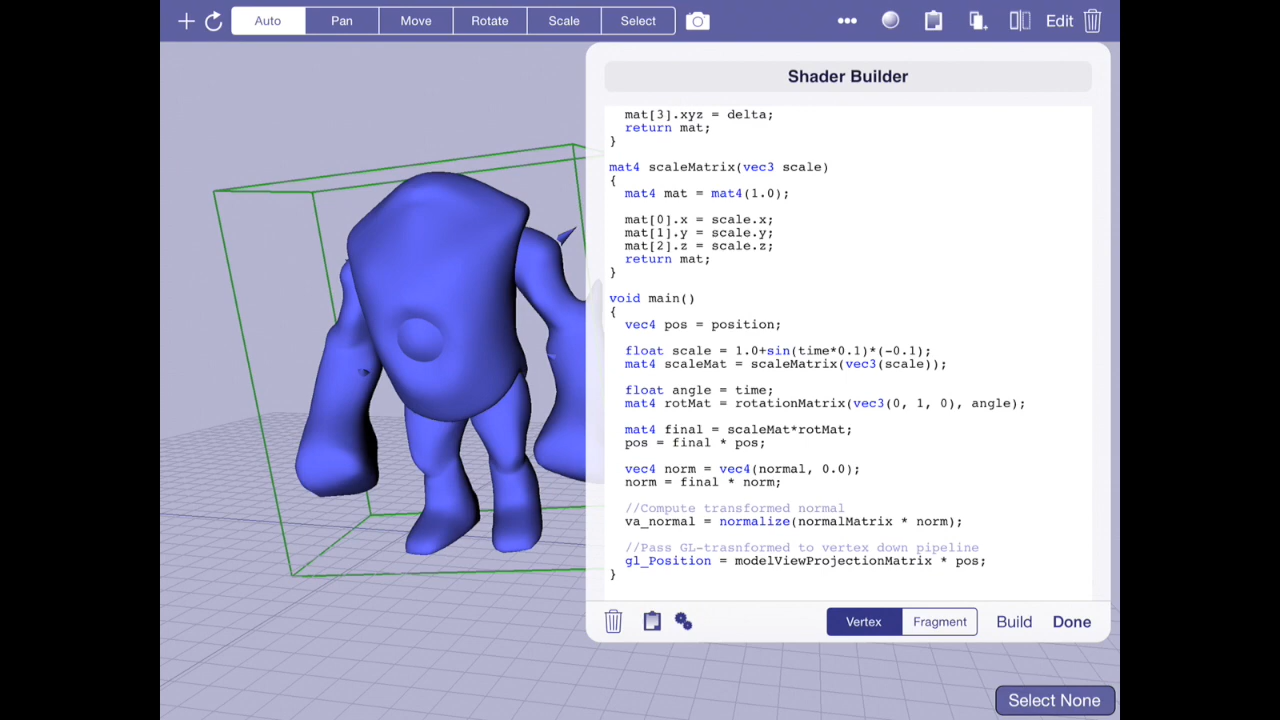 Auto Pan Move Rotate Scale Select ••• Edit
Shader Builder
mat[3].xyz = delta;
return mat;
}
mat4 scaleMatrix(vec3 scale)
{
mat4 mat = mat4(1.0);
mat[0].x = scale.x;
mat[1].y = scale.y;
mat[2].z = scale.z;
return mat;
}
void main()
{
vec4 pos = position;
float scale = 1.0+sin(time*0.1)*(-0.1);
mat4 scaleMat = scaleMatrix(vec3(scale));
float angle = time;
mat4 rotMat = rotationMatrix(vec3(0, 1, 0), angle);
mat4 final = scaleMat*rotMat;
pos = final * pos;
vec4 norm = vec4(normal, 0.0);
norm = final * norm;
//Compute transformed normal
va_normal = normalize(normalMatrix * norm);
//Pass GL-trasnformed to vertex down pipeline
gl_Position = modelViewProjectionMatrix * pos;
}
Vertex Fragment Build Done
Select None